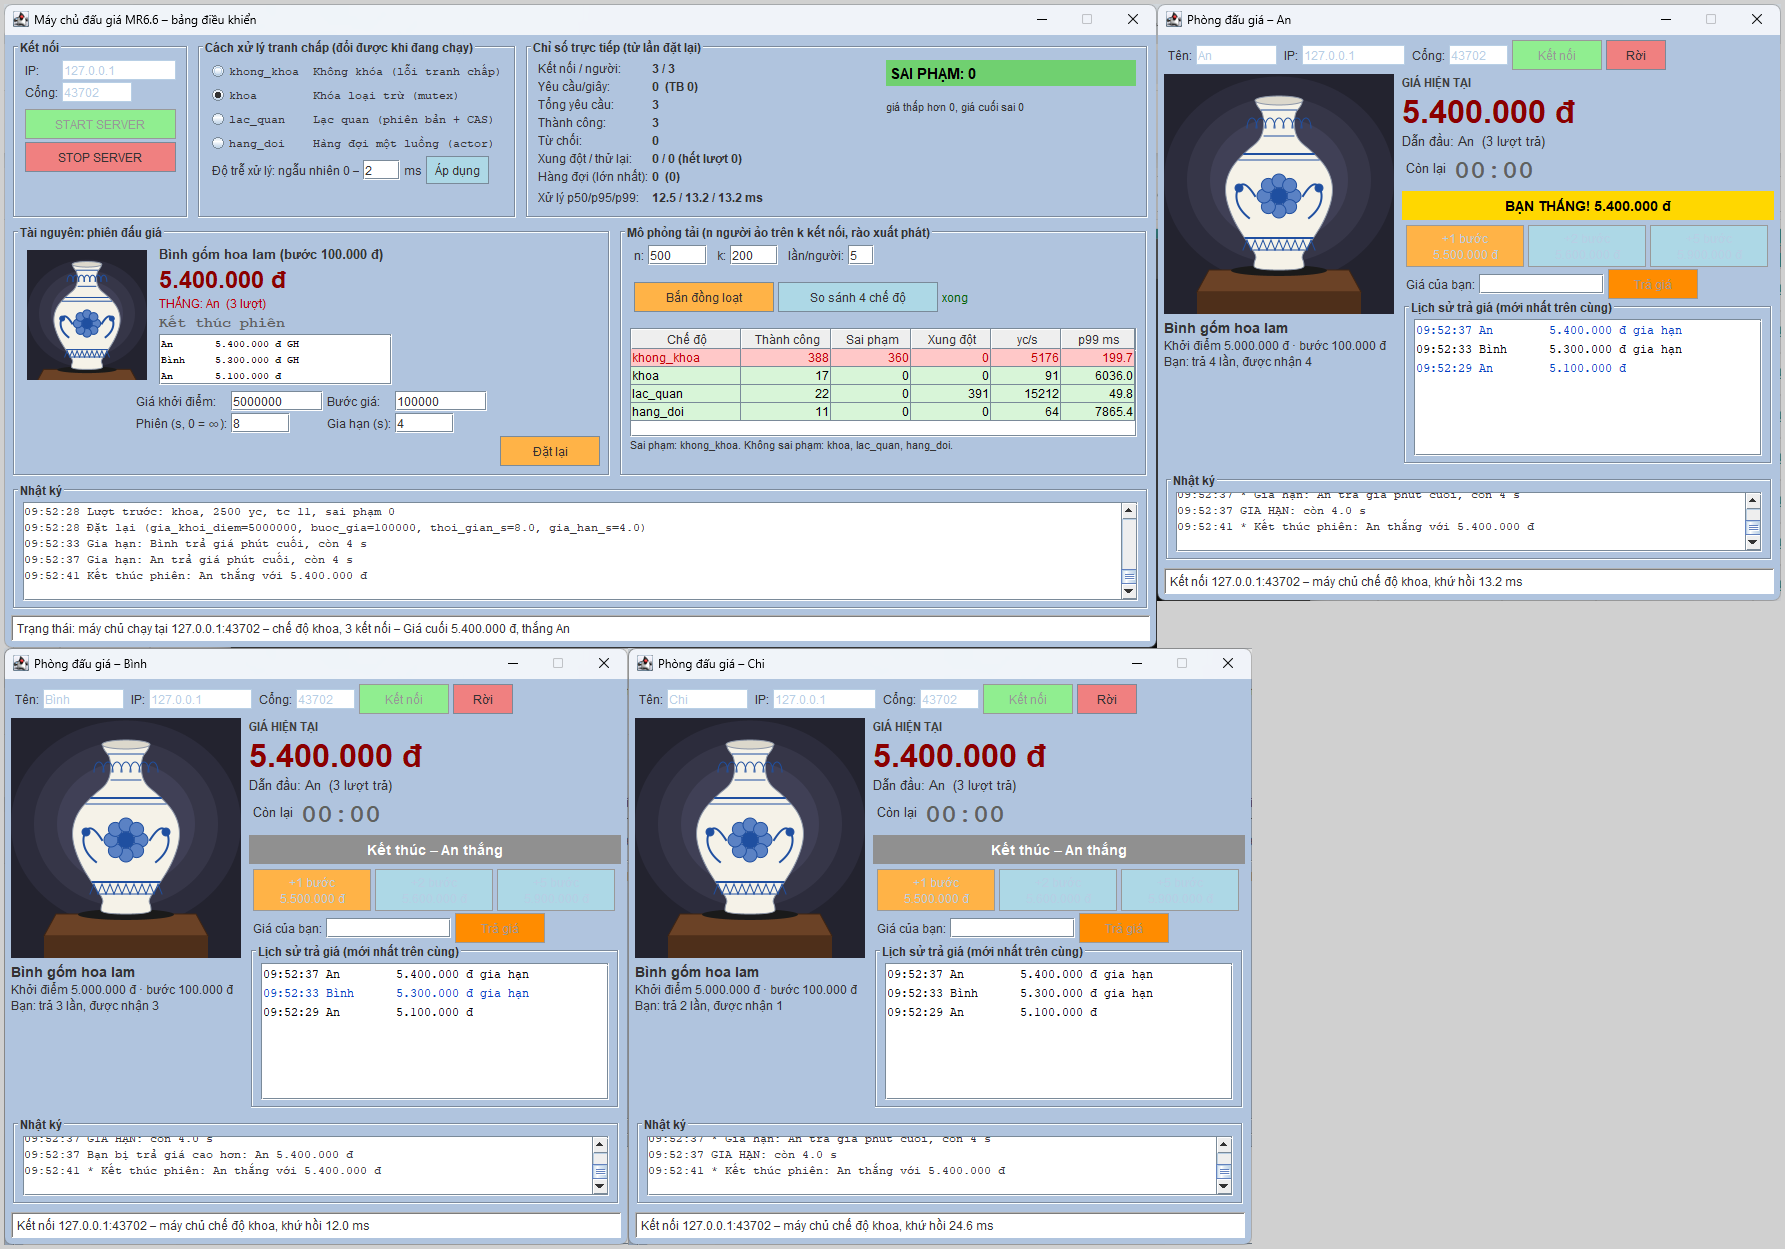 Máy chủ đấu giá MR6.6 – bảng điều khiển
Kết nối
IP: 127.0.0.1
Cổng: 43702
START SERVER
STOP SERVER
Cách xử lý tranh chấp (đổi được khi đang chạy)
khong_khoa Không khóa (lỗi tranh chấp)
khoa Khóa loại trừ (mutex)
lac_quan Lạc quan (phiên bản + CAS)
hang_doi Hàng đợi một luồng (actor)
Độ trễ xử lý: ngẫu nhiên 0 – 2 ms Áp dụng
Chỉ số trực tiếp (từ lần đặt lại)
Kết nối / người: 3 / 3
Yêu cầu/giây: 0 (TB 0)
Tổng yêu cầu: 3
Thành công: 3
Từ chối: 0
Xung đột / thử lại: 0 / 0 (hết lượt 0)
Hàng đợi (lớn nhất): 0 (0)
Xử lý p50/p95/p99: 12.5 / 13.2 / 13.2 ms
SAI PHẠM: 0
giá thấp hơn 0, giá cuối sai 0
Tài nguyên: phiên đấu giá
Bình gốm hoa lam (bước 100.000 đ)
5.400.000 đ
THẮNG: An (3 lượt)
Kết thúc phiên
An 5.400.000 đ GH
Bình 5.300.000 đ GH
An 5.100.000 đ
Giá khởi điểm: 5000000 Bước giá: 100000
Phiên (s, 0 = ∞): 8 Gia hạn (s): 4
Đặt lại
Mô phỏng tải (n người ảo trên k kết nối, rào xuất phát)
n: 500 k: 200 lần/người: 5
Bắn đồng loạt So sánh 4 chế độ xong
Chế độ Thành công Sai phạm Xung đột yc/s p99 ms
khong_khoa 388 360 0 5176 199.7
khoa 17 0 0 91 6036.0
lac_quan 22 0 391 15212 49.8
hang_doi 11 0 0 64 7865.4
Sai phạm: khong_khoa. Không sai phạm: khoa, lac_quan, hang_doi.
Nhật ký
09:52:28 Lượt trước: khoa, 2500 yc, tc 11, sai phạm 0
09:52:28 Đặt lại (gia_khoi_diem=5000000, buoc_gia=100000, thoi_gian_s=8.0, gia_han_s=4.0)
09:52:33 Gia hạn: Bình trả giá phút cuối, còn 4 s
09:52:37 Gia hạn: An trả giá phút cuối, còn 4 s
09:52:41 Kết thúc phiên: An thắng với 5.400.000 đ
Trạng thái: máy chủ chạy tại 127.0.0.1:43702 – chế độ khoa, 3 kết nối – Giá cuối 5.400.000 đ, thắng An
Phòng đấu giá – An
Tên: An IP: 127.0.0.1 Cổng: 43702 Kết nối Rời
GIÁ HIỆN TẠI
5.400.000 đ
Dẫn đầu: An (3 lượt trả)
Còn lại 00:00
BẠN THẮNG! 5.400.000 đ
+1 bước
5.500.000 đ
Giá của bạn: Trả giá
Bình gốm hoa lam
Khởi điểm 5.000.000 đ · bước 100.000 đ
Bạn: trả 4 lần, được nhận 4
Lịch sử trả giá (mới nhất trên cùng)
09:52:37 An 5.400.000 đ gia hạn
09:52:33 Bình 5.300.000 đ gia hạn
09:52:29 An 5.100.000 đ
Nhật ký
09:52:37 * Gia hạn: An trả giá phút cuối, còn 4 s
09:52:37 GIA HẠN: còn 4.0 s
09:52:41 * Kết thúc phiên: An thắng với 5.400.000 đ
Kết nối 127.0.0.1:43702 – máy chủ chế độ khoa, khứ hồi 13.2 ms
Phòng đấu giá – Bình
Tên: Bình IP: 127.0.0.1 Cổng: 43702 Kết nối Rời
GIÁ HIỆN TẠI
5.400.000 đ
Dẫn đầu: An (3 lượt trả)
Còn lại 00:00
Kết thúc – An thắng
+1 bước
5.500.000 đ
Giá của bạn: Trả giá
Bình gốm hoa lam
Khởi điểm 5.000.000 đ · bước 100.000 đ
Bạn: trả 3 lần, được nhận 3
Lịch sử trả giá (mới nhất trên cùng)
09:52:37 An 5.400.000 đ gia hạn
09:52:33 Bình 5.300.000 đ gia hạn
09:52:29 An 5.100.000 đ
Nhật ký
09:52:37 GIA HẠN: còn 4.0 s
09:52:37 Bạn bị trả giá cao hơn: An 5.400.000 đ
09:52:41 * Kết thúc phiên: An thắng với 5.400.000 đ
Kết nối 127.0.0.1:43702 – máy chủ chế độ khoa, khứ hồi 12.0 ms
Phòng đấu giá – Chi
Tên: Chi IP: 127.0.0.1 Cổng: 43702 Kết nối Rời
GIÁ HIỆN TẠI
5.400.000 đ
Dẫn đầu: An (3 lượt trả)
Còn lại 00:00
Kết thúc – An thắng
+1 bước
5.500.000 đ
Giá của bạn: Trả giá
Bình gốm hoa lam
Khởi điểm 5.000.000 đ · bước 100.000 đ
Bạn: trả 2 lần, được nhận 1
Lịch sử trả giá (mới nhất trên cùng)
09:52:37 An 5.400.000 đ gia hạn
09:52:33 Bình 5.300.000 đ gia hạn
09:52:29 An 5.100.000 đ
Nhật ký
09:52:37 * Gia hạn: An trả giá phút cuối, còn 4 s
09:52:37 GIA HẠN: còn 4.0 s
09:52:41 * Kết thúc phiên: An thắng với 5.400.000 đ
Kết nối 127.0.0.1:43702 – máy chủ chế độ khoa, khứ hồi 24.6 ms